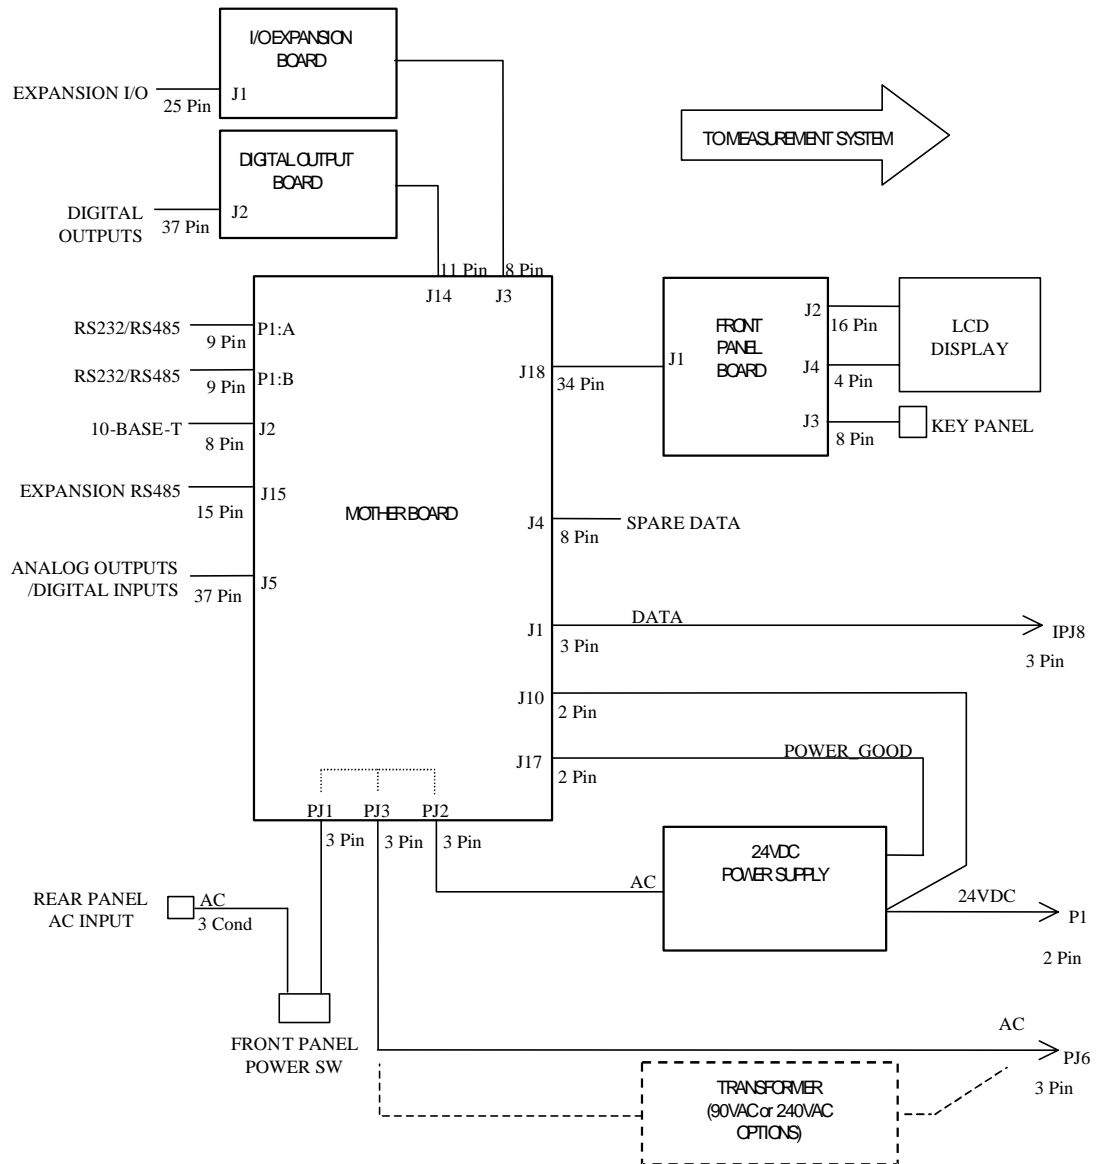 I/O EXPANSION
BOARD
EXPANSION I/O
J1
25 Pin
TO MEASUREMENT SYSTEM
DIGITAL OUTPUT
BOARD
DIGITAL
OUTPUTS
J2
37 Pin
11 Pin
8 Pin
J14
J3
RS232/RS485
P1:A
9 Pin
RS232/RS485
P1:B
9 Pin
10-BASE-T
J2
8 Pin
EXPANSION RS485
J15
15 Pin
ANALOG OUTPUTS
/DIGITAL INPUTS
J5
37 Pin
MOTHER BOARD
J18
34 Pin
J1
FRONT
PANEL
BOARD
J2
16 Pin
J4
4 Pin
LCD
DISPLAY
J3
8 Pin
KEY PANEL
J4
8 Pin
SPARE DATA
J1
DATA
3 Pin
IPJ8
3 Pin
J10
2 Pin
J17
POWER_GOOD
2 Pin
PJ1
PJ3
PJ2
3 Pin
3 Pin
3 Pin
24VDC
POWER SUPPLY
AC
24VDC
P1
2 Pin
REAR PANEL
AC INPUT
AC
3 Cond
FRONT PANEL
POWER SW
AC
PJ6
3 Pin
TRANSFORMER
(90VAC or 240VAC
OPTIONS)